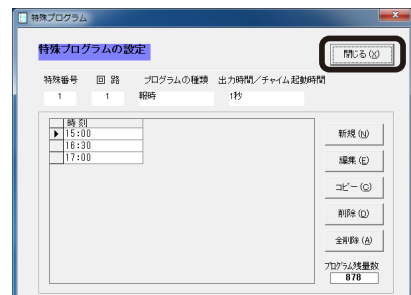 特殊プログラム
特殊プログラムの設定
閉じる(X)
特殊番号 回路 プログラムの種類 出力時間/チャイム起動時間
1 1 報時 1秒
時刻
15:00
16:30
17:00
新規(N)
編集(E)
コピー(C)
削除(D)
全削除(A)
プログラム残量数
878